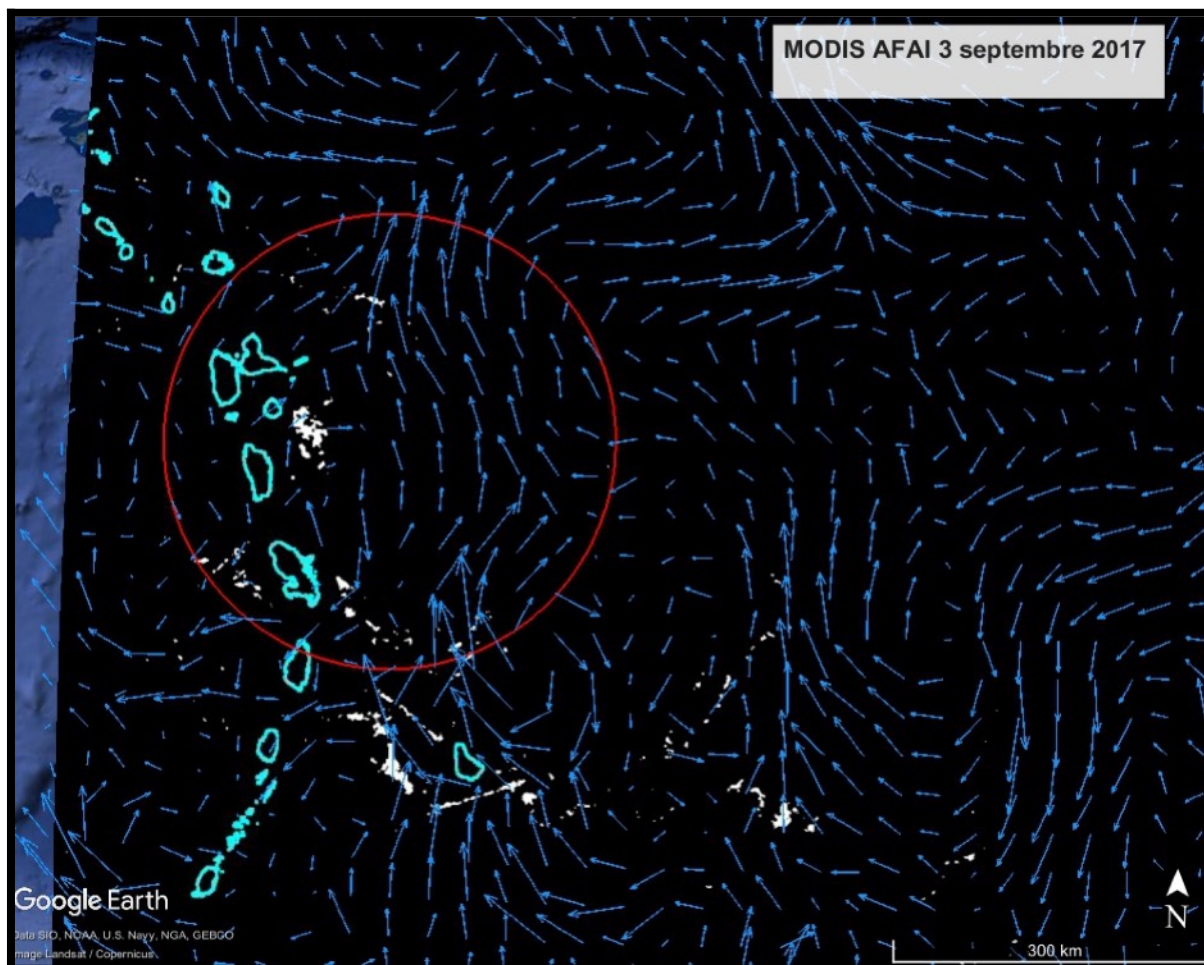 MODIS AFAI 3 septembre 2017
Google Earth
Data SIO, NOAA, U.S. Navy, NGA, GEBCO
Image Landsat / Copernicus
N
300 km